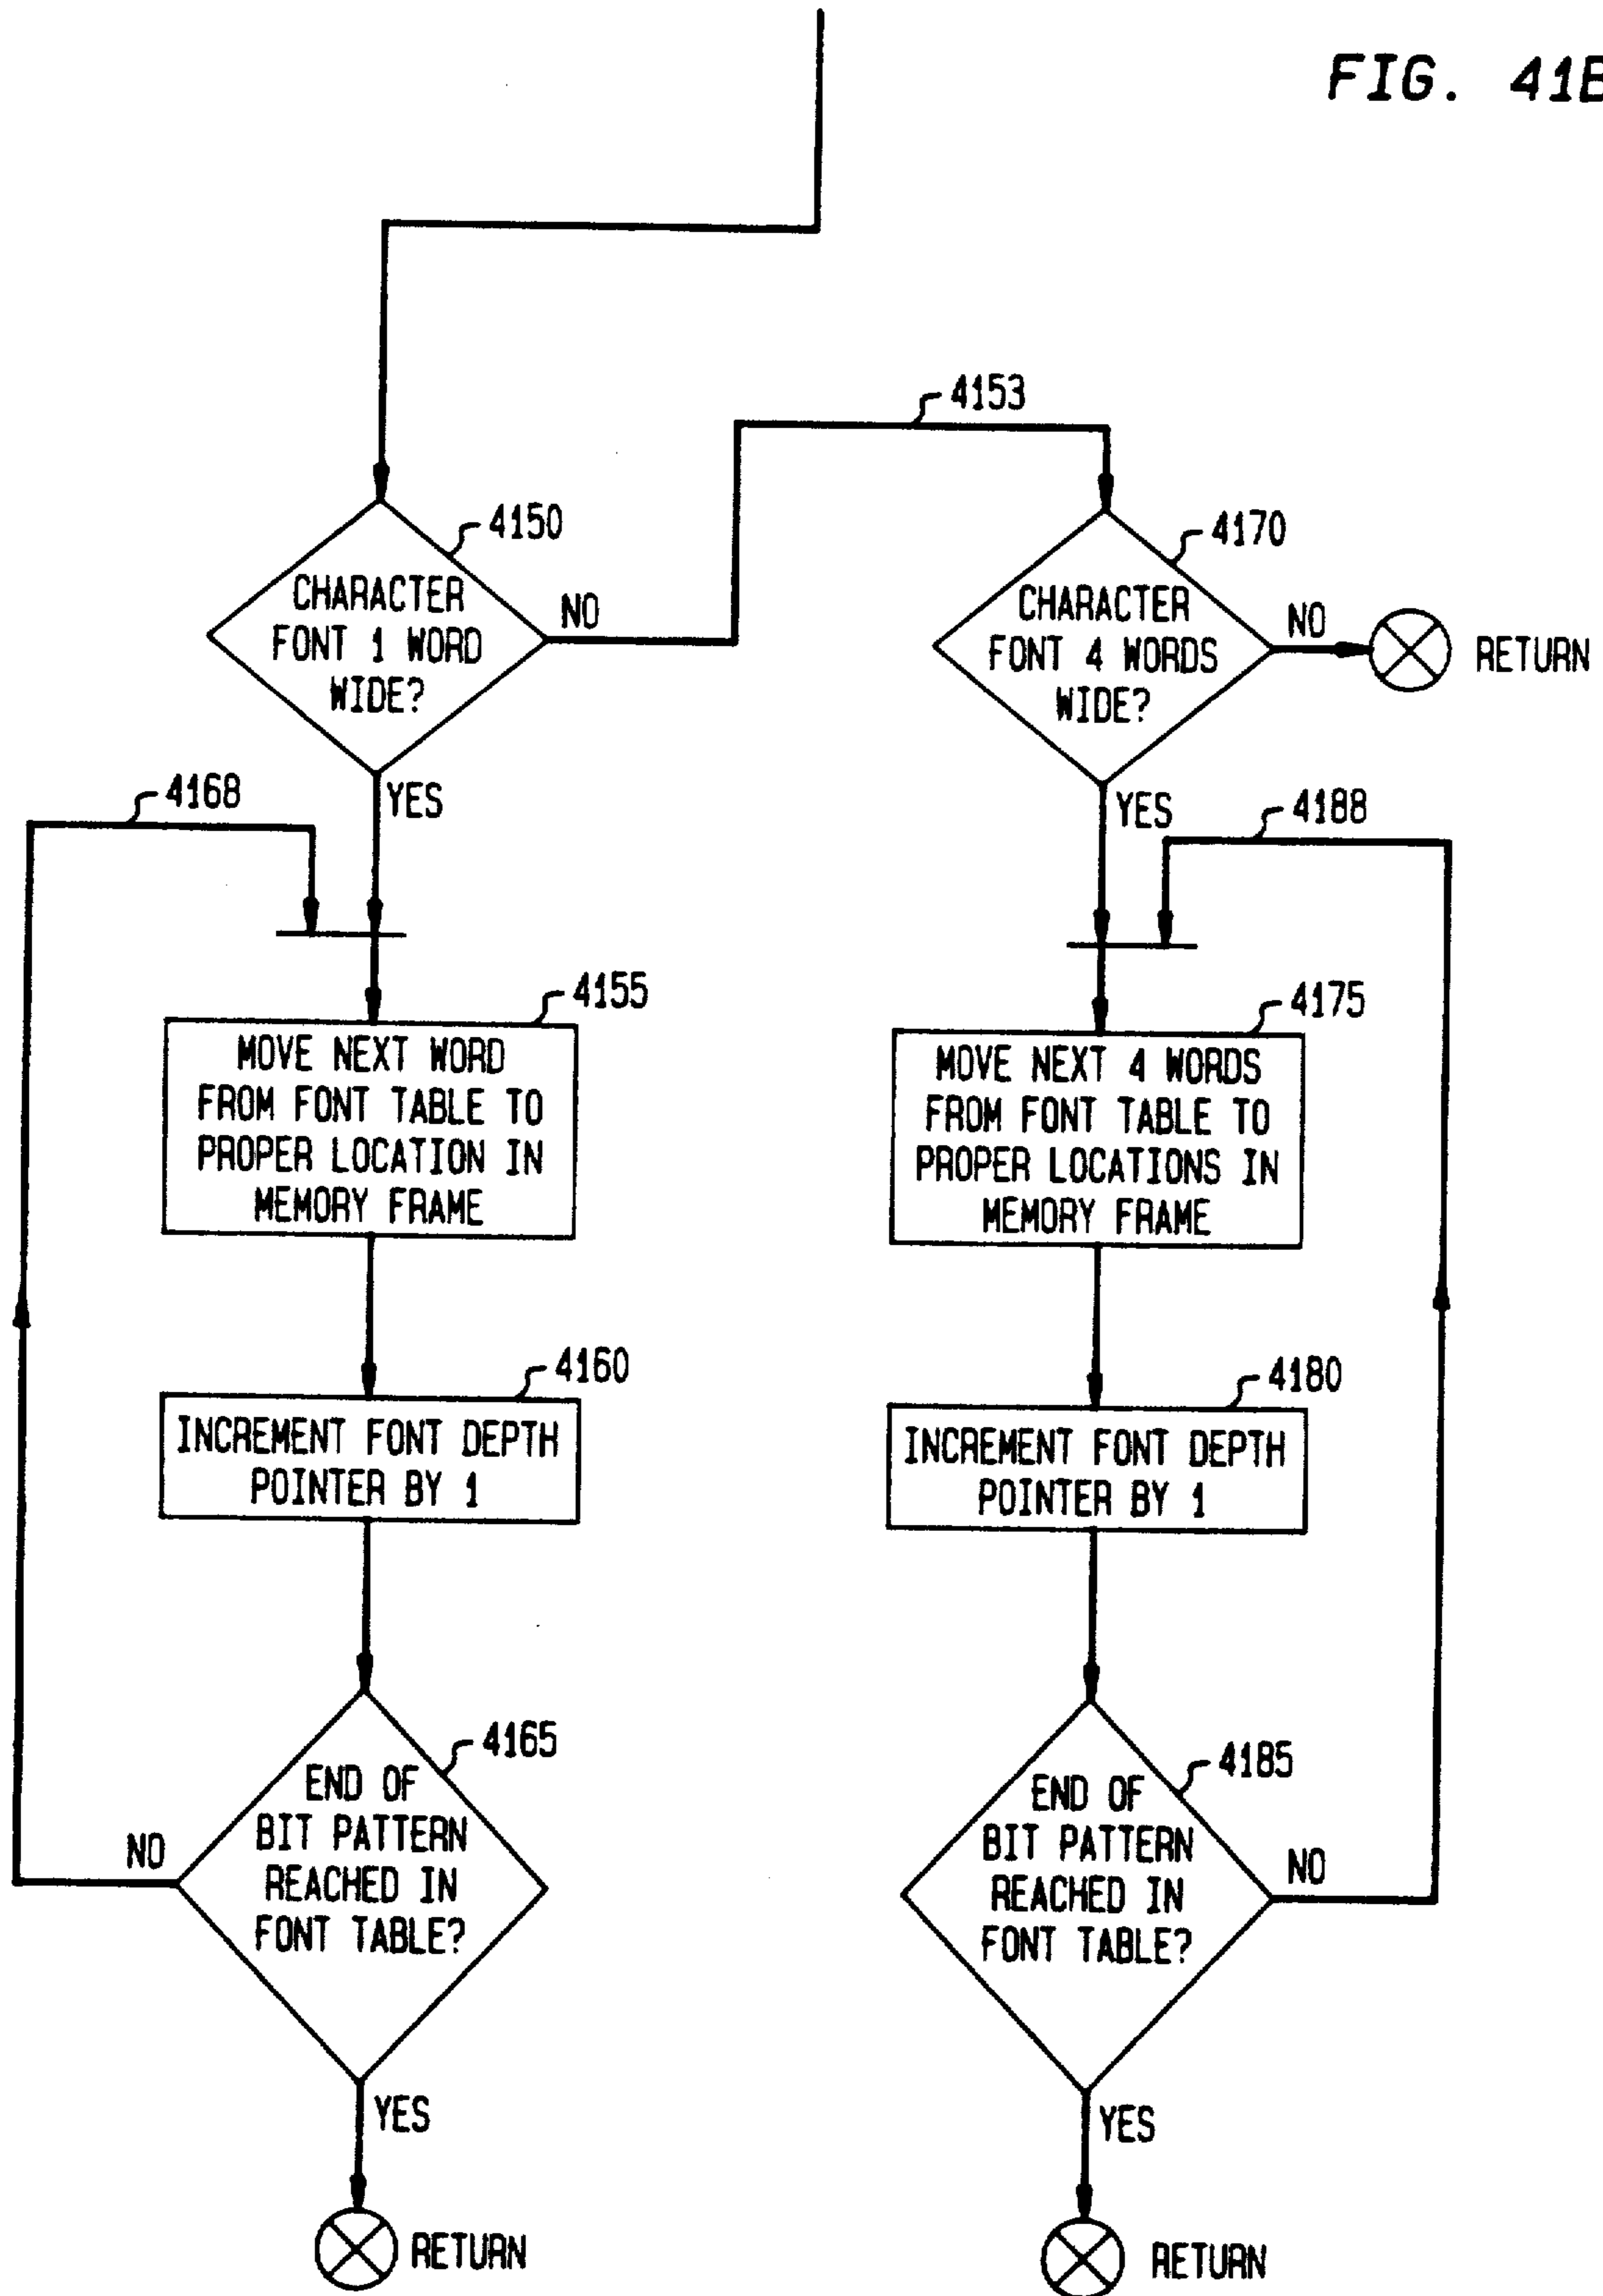 FIG. 41B
4153
4150
CHARACTER
FONT 1 WORD
WIDE?
NO
YES
4170
CHARACTER
FONT 4 WORDS
WIDE?
NO
RETURN
YES
4168
4188
4155
MOVE NEXT WORD
FROM FONT TABLE TO
PROPER LOCATION IN
MEMORY FRAME
4175
MOVE NEXT 4 WORDS
FROM FONT TABLE TO
PROPER LOCATIONS IN
MEMORY FRAME
4160
INCREMENT FONT DEPTH
POINTER BY 1
4180
INCREMENT FONT DEPTH
POINTER BY 1
4165
END OF
BIT PATTERN
REACHED IN
FONT TABLE?
NO
YES
RETURN
4185
END OF
BIT PATTERN
REACHED IN
FONT TABLE?
NO
YES
RETURN